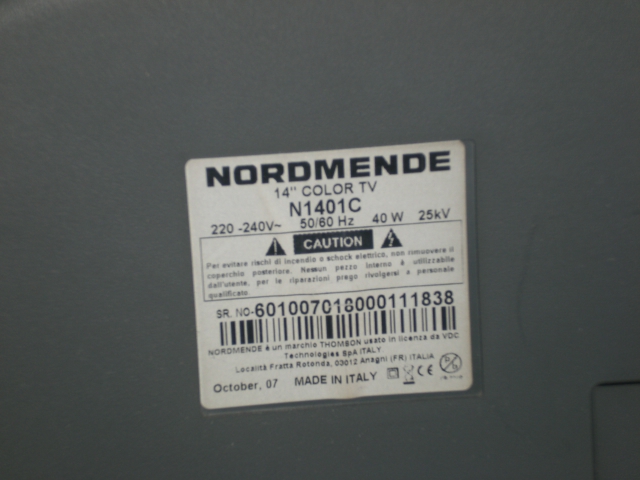 NORDMENDE
14" COLOR TV
N1401C
220 -240V~ 50/60 Hz 40 W 25kV
CAUTION
Per evitare rischi di incendio o schock elettrico, non rimuovere il
coperchio posteriore. Nessun pezzo interno è utilizzabile
dall'utente, per le riparazioni prego rivolgersi a personale
qualificato.
SR. NO-601007018000111838
NORDMENDE è un marchio THOMSON usato in licenza da VDC
Technologies SpA ITALY
Località Fratta Rotonda, 03012 Anagni (FR) ITALIA
October, 07 MADE IN ITALY CE